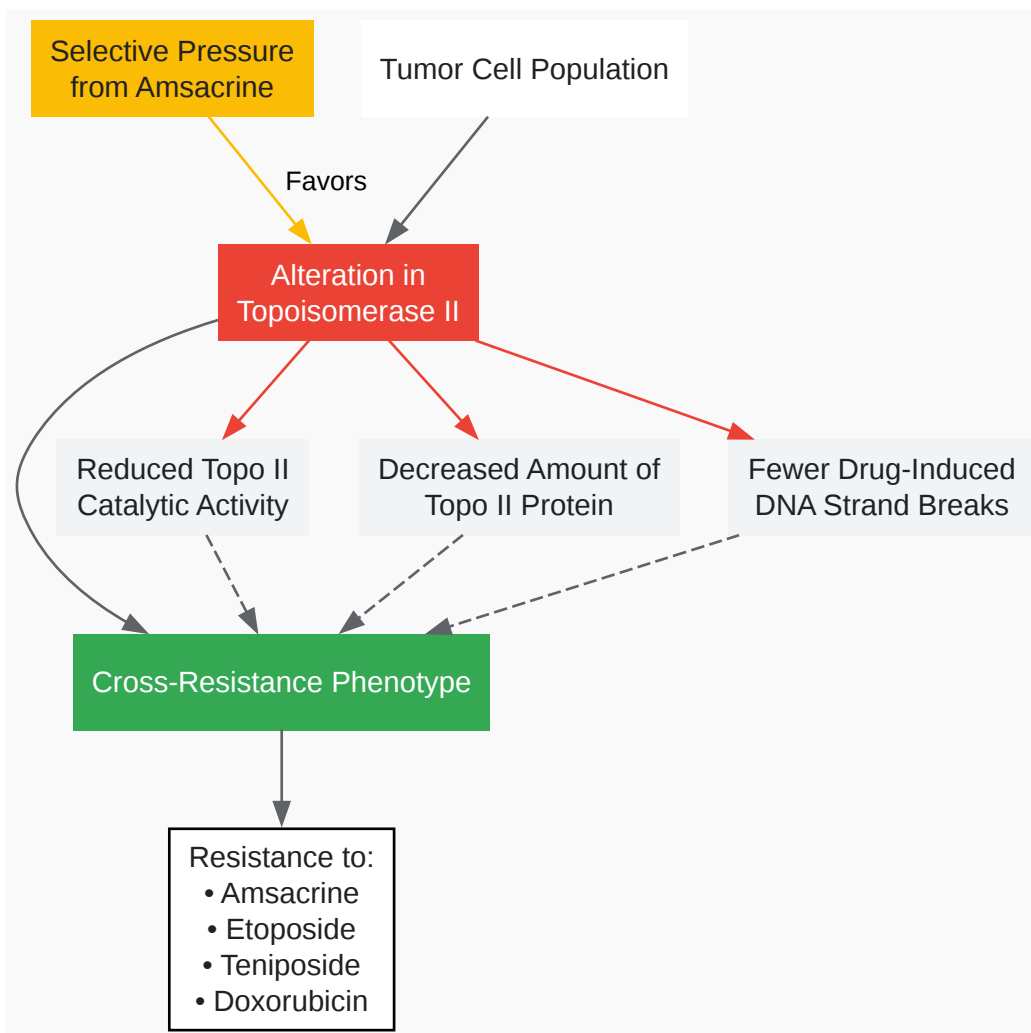 Selective Pressure
from Amsacrine
Tumor Cell Population
Favors
Alteration in
Topoisomerase II
Reduced Topo II
Catalytic Activity
Decreased Amount of
Topo II Protein
Fewer Drug-Induced
DNA Strand Breaks
Cross-Resistance Phenotype
Resistance to:
• Amsacrine
• Etoposide
• Teniposide
• Doxorubicin